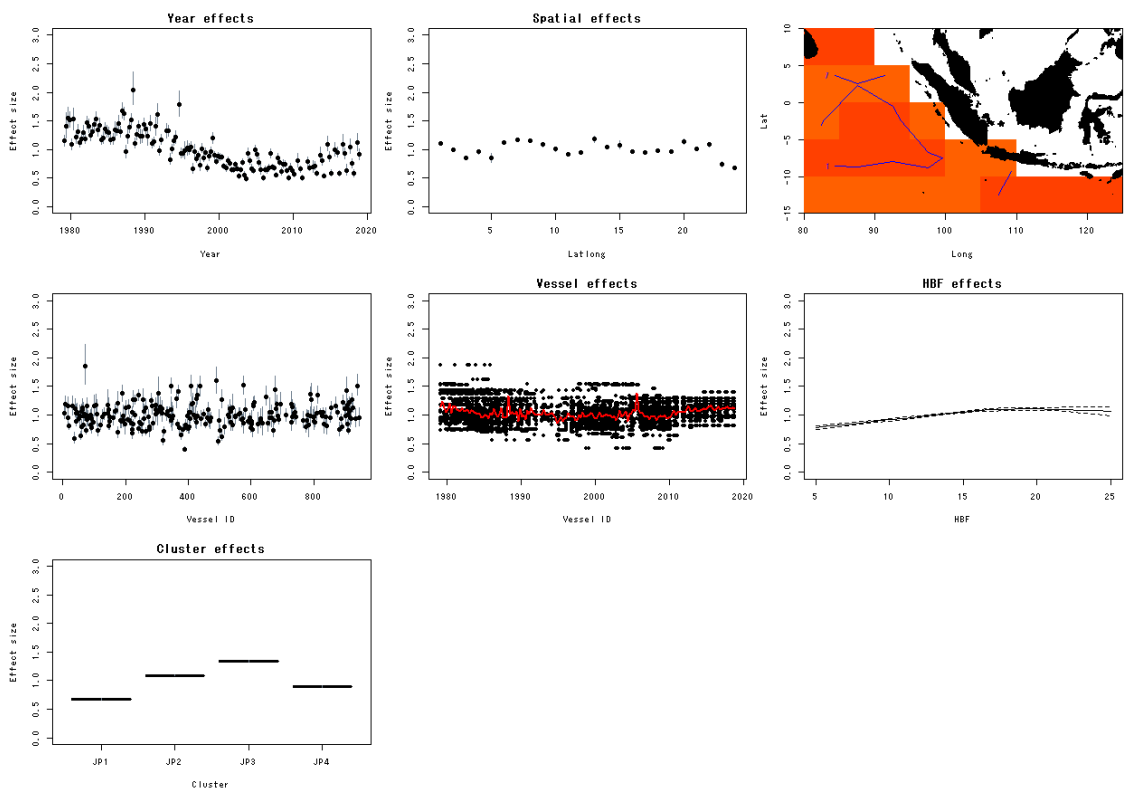 Year effects
Effect size
0.0 0.5 1.0 1.5 2.0 2.5 3.0
1980 1990 2000 2010 2020
Year
Spatial effects
Effect size
0.0 0.5 1.0 1.5 2.0 2.5 3.0
5 10 15 20
Latlong
Lat
-15 -10 -5 0 5 10
80 90 100 110 120
Long
Effect size
0.0 0.5 1.0 1.5 2.0 2.5 3.0
0 200 400 600 800
Vessel ID
Vessel effects
Effect size
0.0 0.5 1.0 1.5 2.0 2.5 3.0
1980 1990 2000 2010 2020
Vessel ID
HBF effects
Effect size
0.0 0.5 1.0 1.5 2.0 2.5 3.0
5 10 15 20 25
HBF
Cluster effects
Effect size
0.0 0.5 1.0 1.5 2.0 2.5 3.0
JP1 JP2 JP3 JP4
Cluster